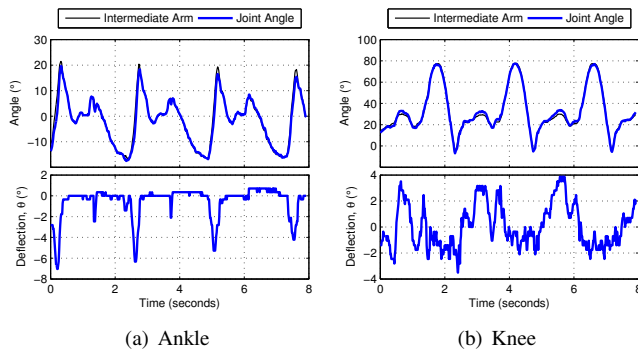 Intermediate Arm Joint Angle
30
20
10
0
−10
Angle (°)
2
0
−2
−4
−6
−8
Deflection, θ (°)
0 2 4 6 8
Time (seconds)
(a) Ankle
Intermediate Arm Joint Angle
100
80
60
40
20
0
Angle (°)
4
2
0
−2
−4
Deflection, θ (°)
0 2 4 6 8
Time (seconds)
(b) Knee